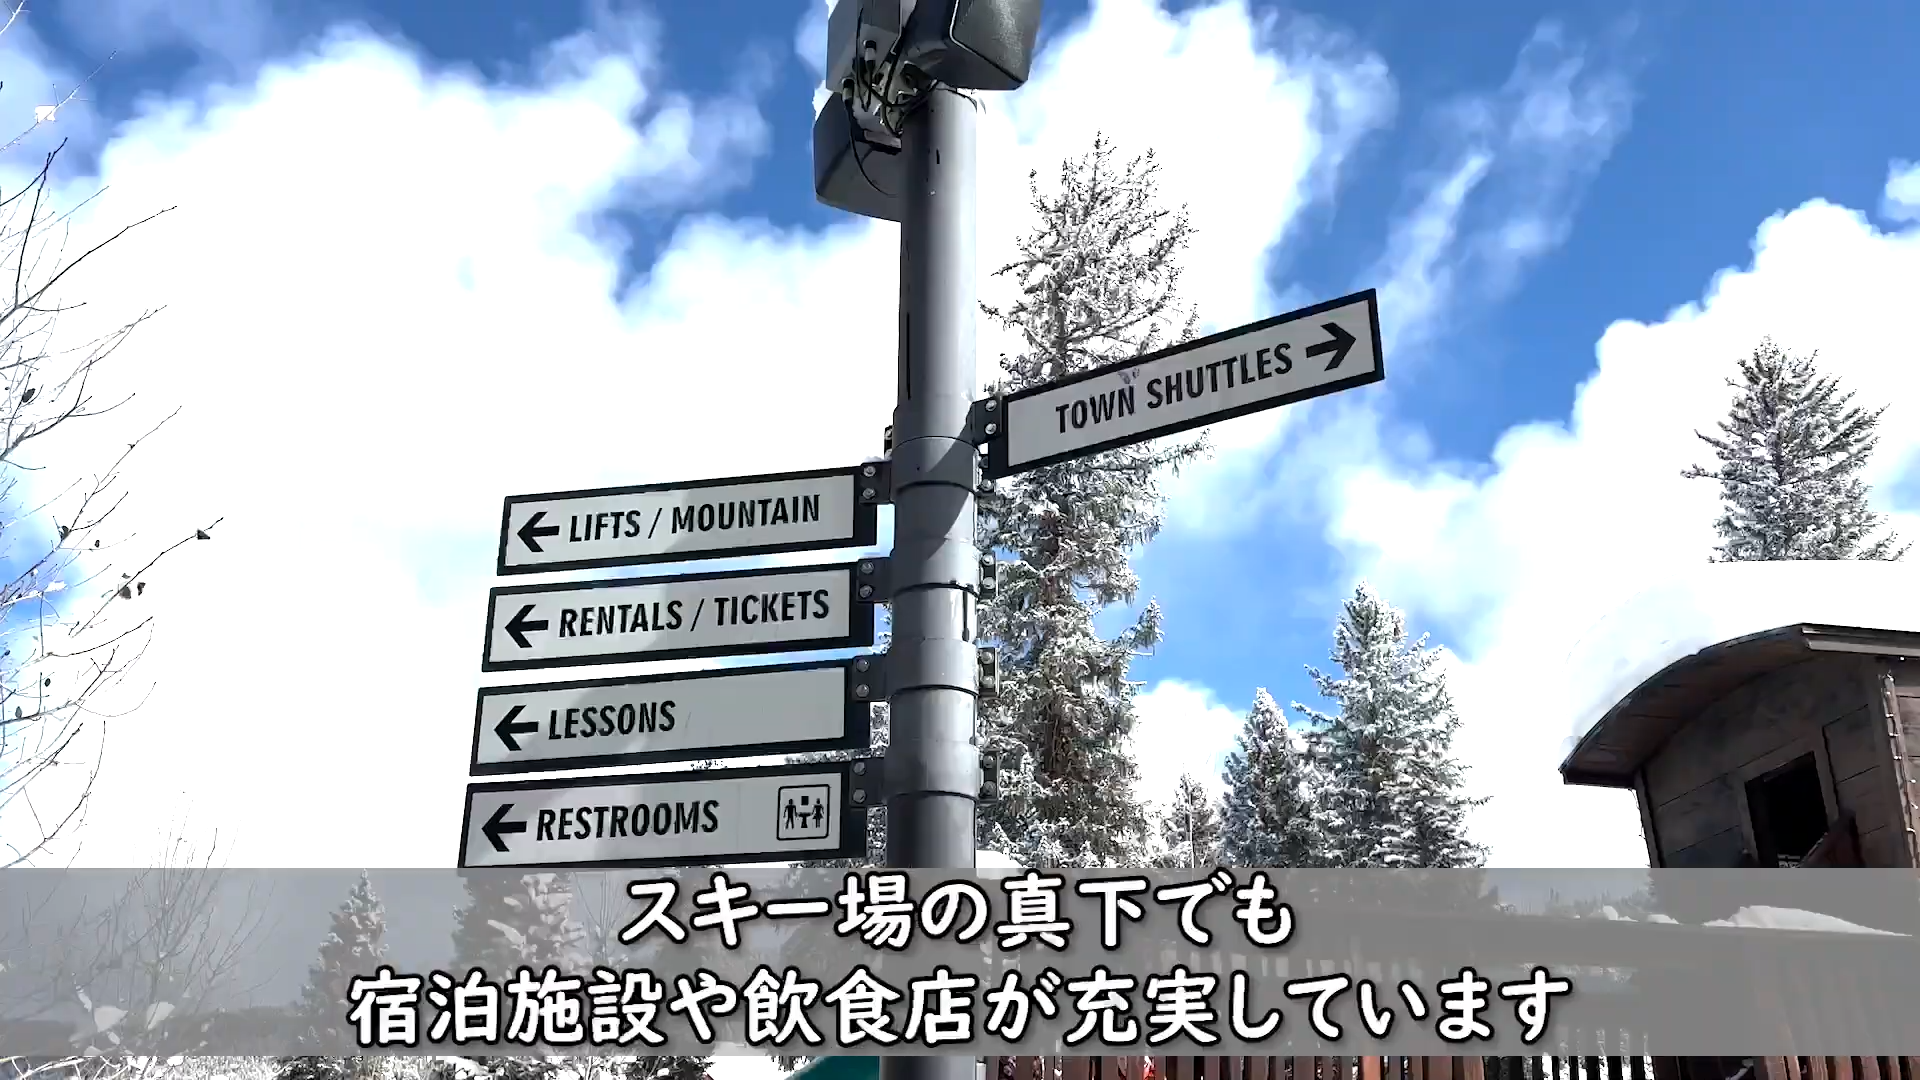 TOWN SHUTTLES
LIFTS / MOUNTAIN
RENTALS / TICKETS
LESSONS
RESTROOMS
スキー場の真下でも
宿泊施設や飲食店が充実しています